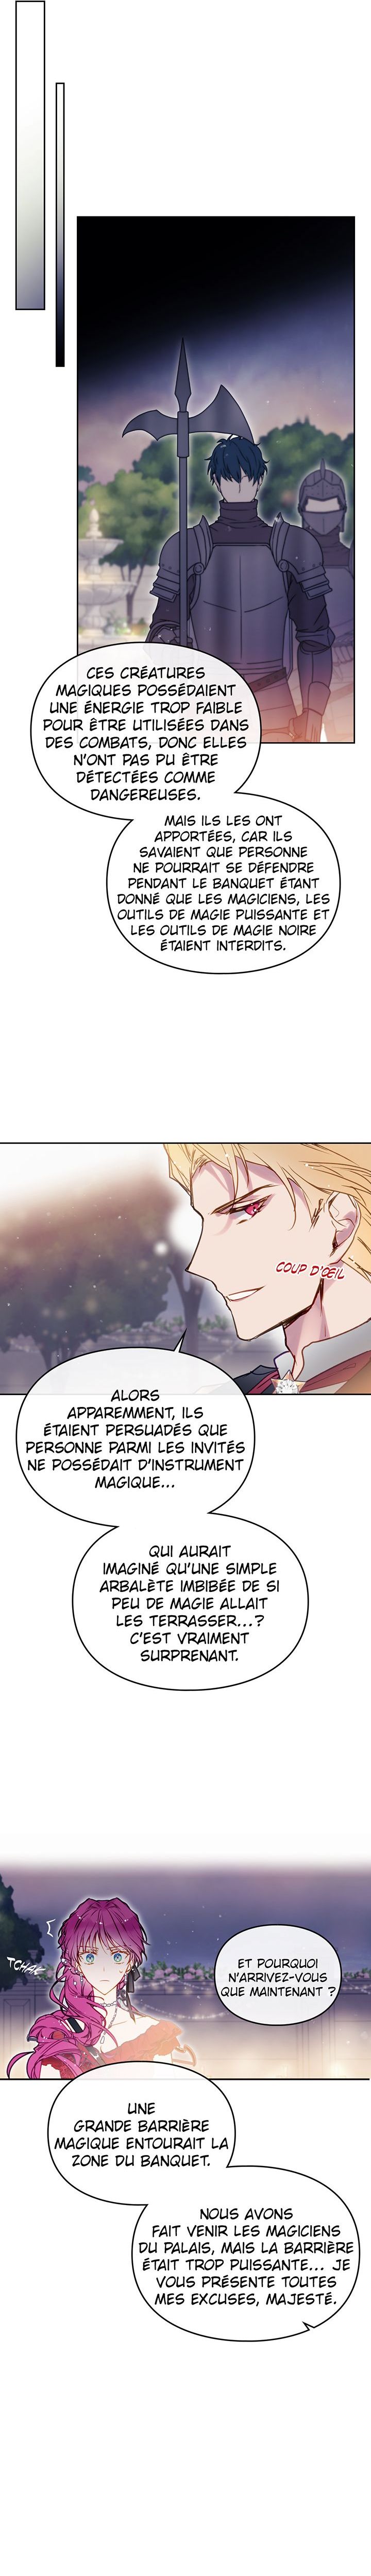 CES CRÉATURES
MAGIQUES POSSÉDAIENT
UNE ÉNERGIE TROP FAIBLE
POUR ÊTRE UTILISÉES DANS
DES COMBATS, DONC ELLES
N'ONT PAS PU ÊTRE
DÉTECTÉES COMME
DANGEREUSES.
MAIS ILS LES ONT
APPORTÉES, CAR ILS
SAVAIENT QUE PERSONNE
NE POURRAIT SE DÉFENDRE
PENDANT LE BANQUET ÉTANT
DONNÉ QUE LES MAGICIENS, LES
OUTILS DE MAGIE PUISSANTE ET
LES OUTILS DE MAGIE NOIRE
ÉTAIENT INTERDITS.
COUP D'ŒIL
ALORS
APPAREMMENT, ILS
ÉTAIENT PERSUADÉS QUE
PERSONNE PARMI LES INVITÉS
NE POSSÉDAIT D'INSTRUMENT
MAGIQUE...
QUI AURAIT
IMAGINÉ QU'UNE SIMPLE
ARBALÈTE IMBIBÉE DE SI
PEU DE MAGIE ALLAIT
LES TERRASSER...?
C'EST VRAIMENT
SURPRENANT.
TCHAC
ET POURQUOI
N'ARRIVEZ-VOUS
QUE MAINTENANT ?
UNE
GRANDE BARRIÈRE
MAGIQUE ENTOURAIT LA
ZONE DU BANQUET.
NOUS AVONS
FAIT VENIR LES MAGICIENS
DU PALAIS, MAIS LA BARRIÈRE
ÉTAIT TROP PUISSANTE... JE
VOUS PRÉSENTE TOUTES
MES EXCUSES, MAJESTÉ.